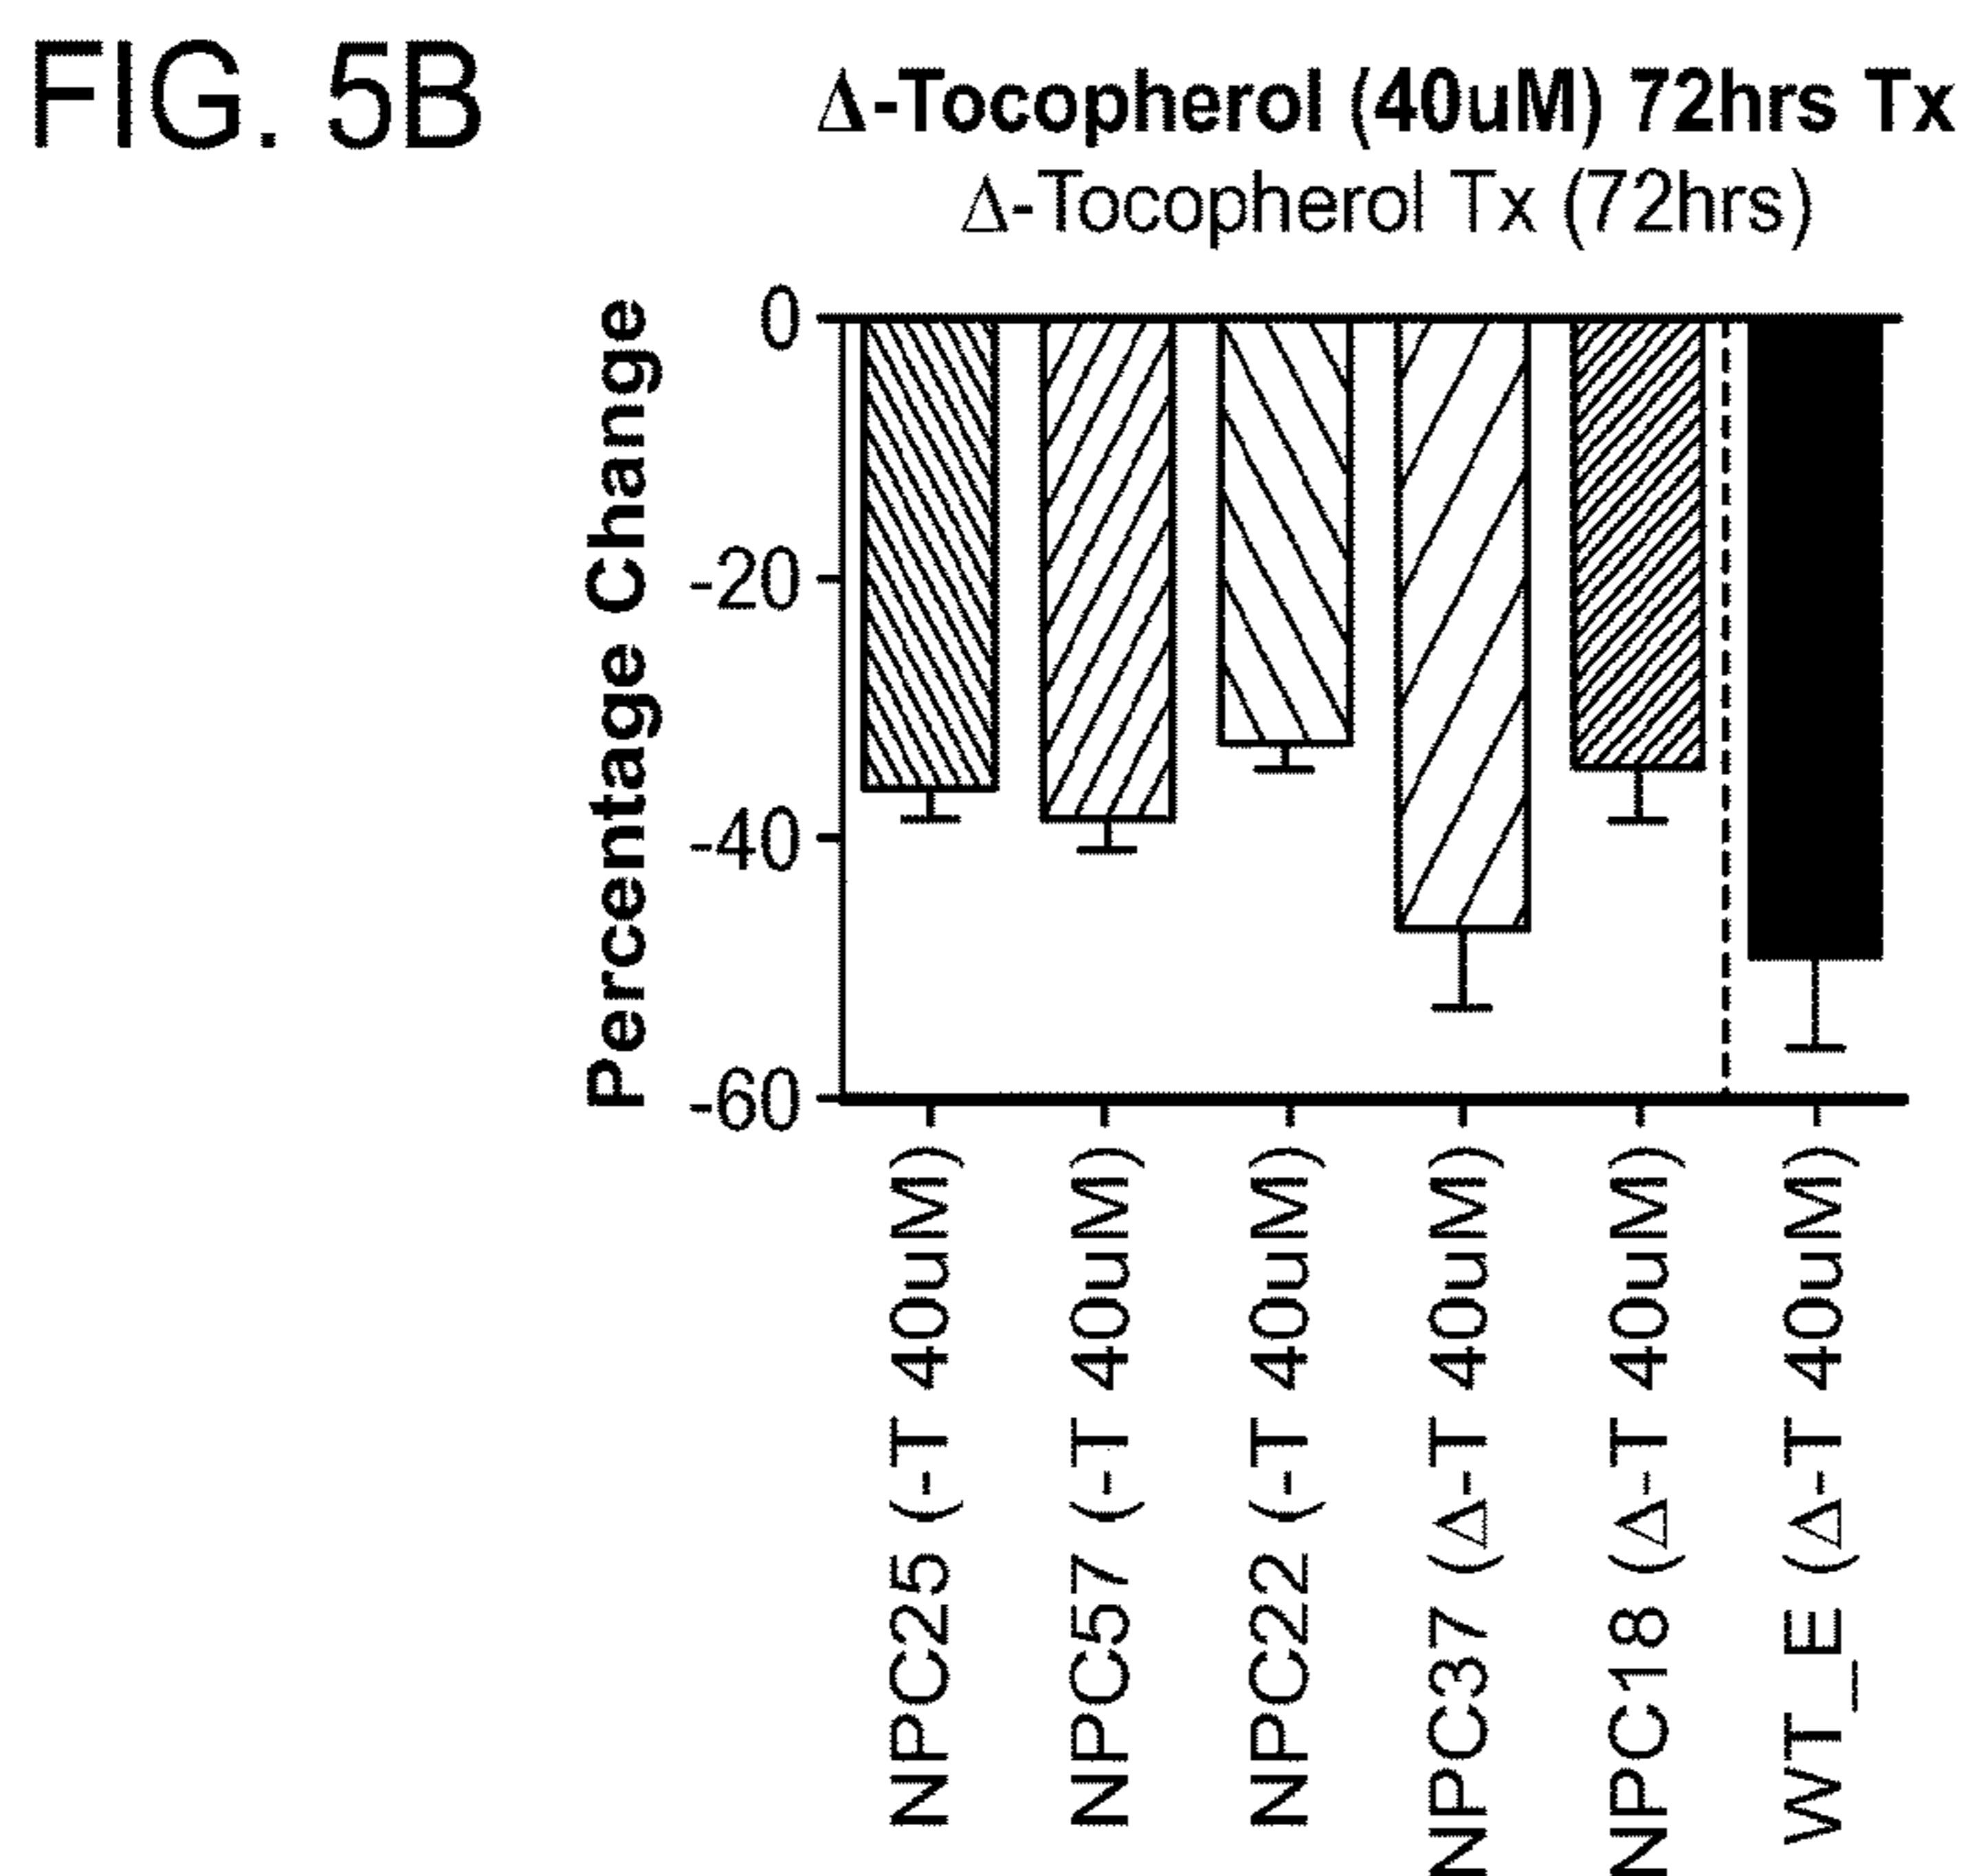 FIG. 5B
Δ-Tocopherol (40uM) 72hrs Tx
Δ-Tocopherol Tx (72hrs)
Percentage Change
0
-20
-40
-60
NPC25 (-T 40uM)
NPC57 (-T 40uM)
NPC22 (-T 40uM)
NPC37 (Δ-T 40uM)
NPC18 (Δ-T 40uM)
WT_E (Δ-T 40uM)